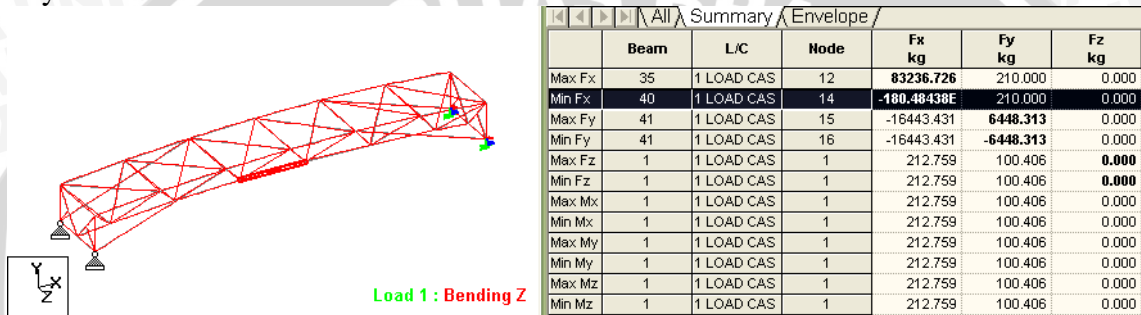 All Summary Envelope
Beam L/C Node Fx kg Fy kg Fz kg
Max Fx 35 1 LOAD CAS 12 83236.726 210.000 0.000
Min Fx 40 1 LOAD CAS 14 -180.48438E 210.000 0.000
Max Fy 41 1 LOAD CAS 15 -16443.431 6448.313 0.000
Min Fy 41 1 LOAD CAS 16 -16443.431 -6448.313 0.000
Max Fz 1 1 LOAD CAS 1 212.759 100.406 0.000
Min Fz 1 1 LOAD CAS 1 212.759 100.406 0.000
Max Mx 1 1 LOAD CAS 1 212.759 100.406 0.000
Min Mx 1 1 LOAD CAS 1 212.759 100.406 0.000
Max My 1 1 LOAD CAS 1 212.759 100.406 0.000
Min My 1 1 LOAD CAS 1 212.759 100.406 0.000
Max Mz 1 1 LOAD CAS 1 212.759 100.406 0.000
Min Mz 1 1 LOAD CAS 1 212.759 100.406 0.000
Y
X
Z
Load 1 : Bending Z